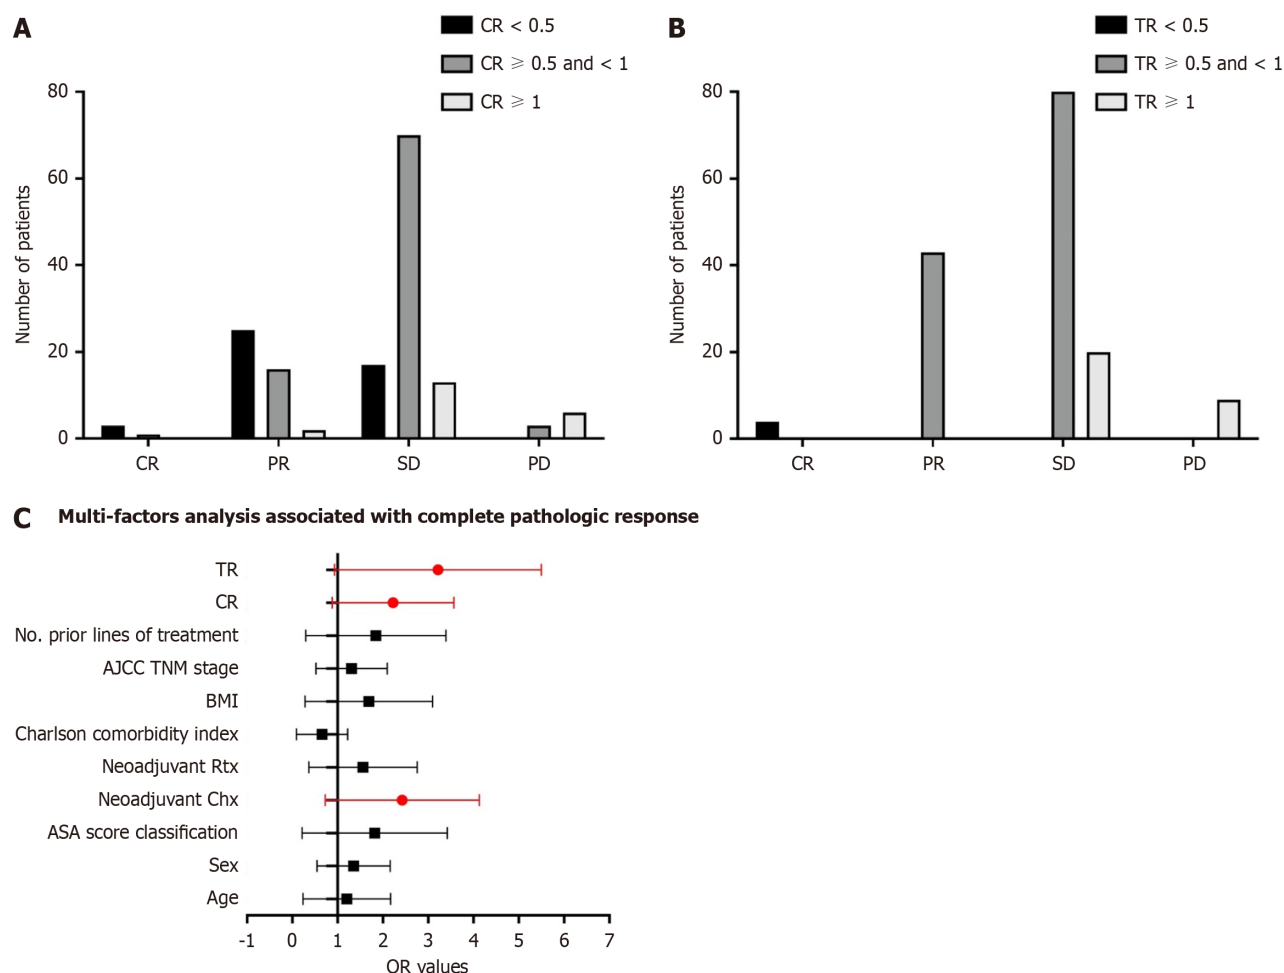 A
CR < 0.5
CR ⩾ 0.5 and < 1
CR ⩾ 1
Number of patients
80
60
40
20
0
CR PR SD PD
B
TR < 0.5
TR ⩾ 0.5 and < 1
TR ⩾ 1
Number of patients
80
60
40
20
0
CR PR SD PD
C Multi-factors analysis associated with complete pathologic response
TR
CR
No. prior lines of treatment
AJCC TNM stage
BMI
Charlson comorbidity index
Neoadjuvant Rtx
Neoadjuvant Chx
ASA score classification
Sex
Age
-1 0 1 2 3 4 5 6 7
OR values